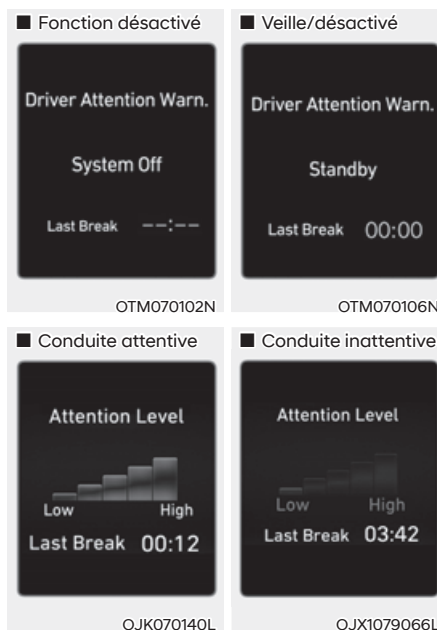 ■ Fonction désactivé
Driver Attention Warn.
System Off
Last Break --:--
OTM070102N
■ Veille/désactivé
Driver Attention Warn.
Standby
Last Break 00:00
OTM070106N
■ Conduite attentive
Attention Level
Low High
Last Break 00:12
OJK070140L
■ Conduite inattentive
Attention Level
Low High
Last Break 03:42
OJX1079066L